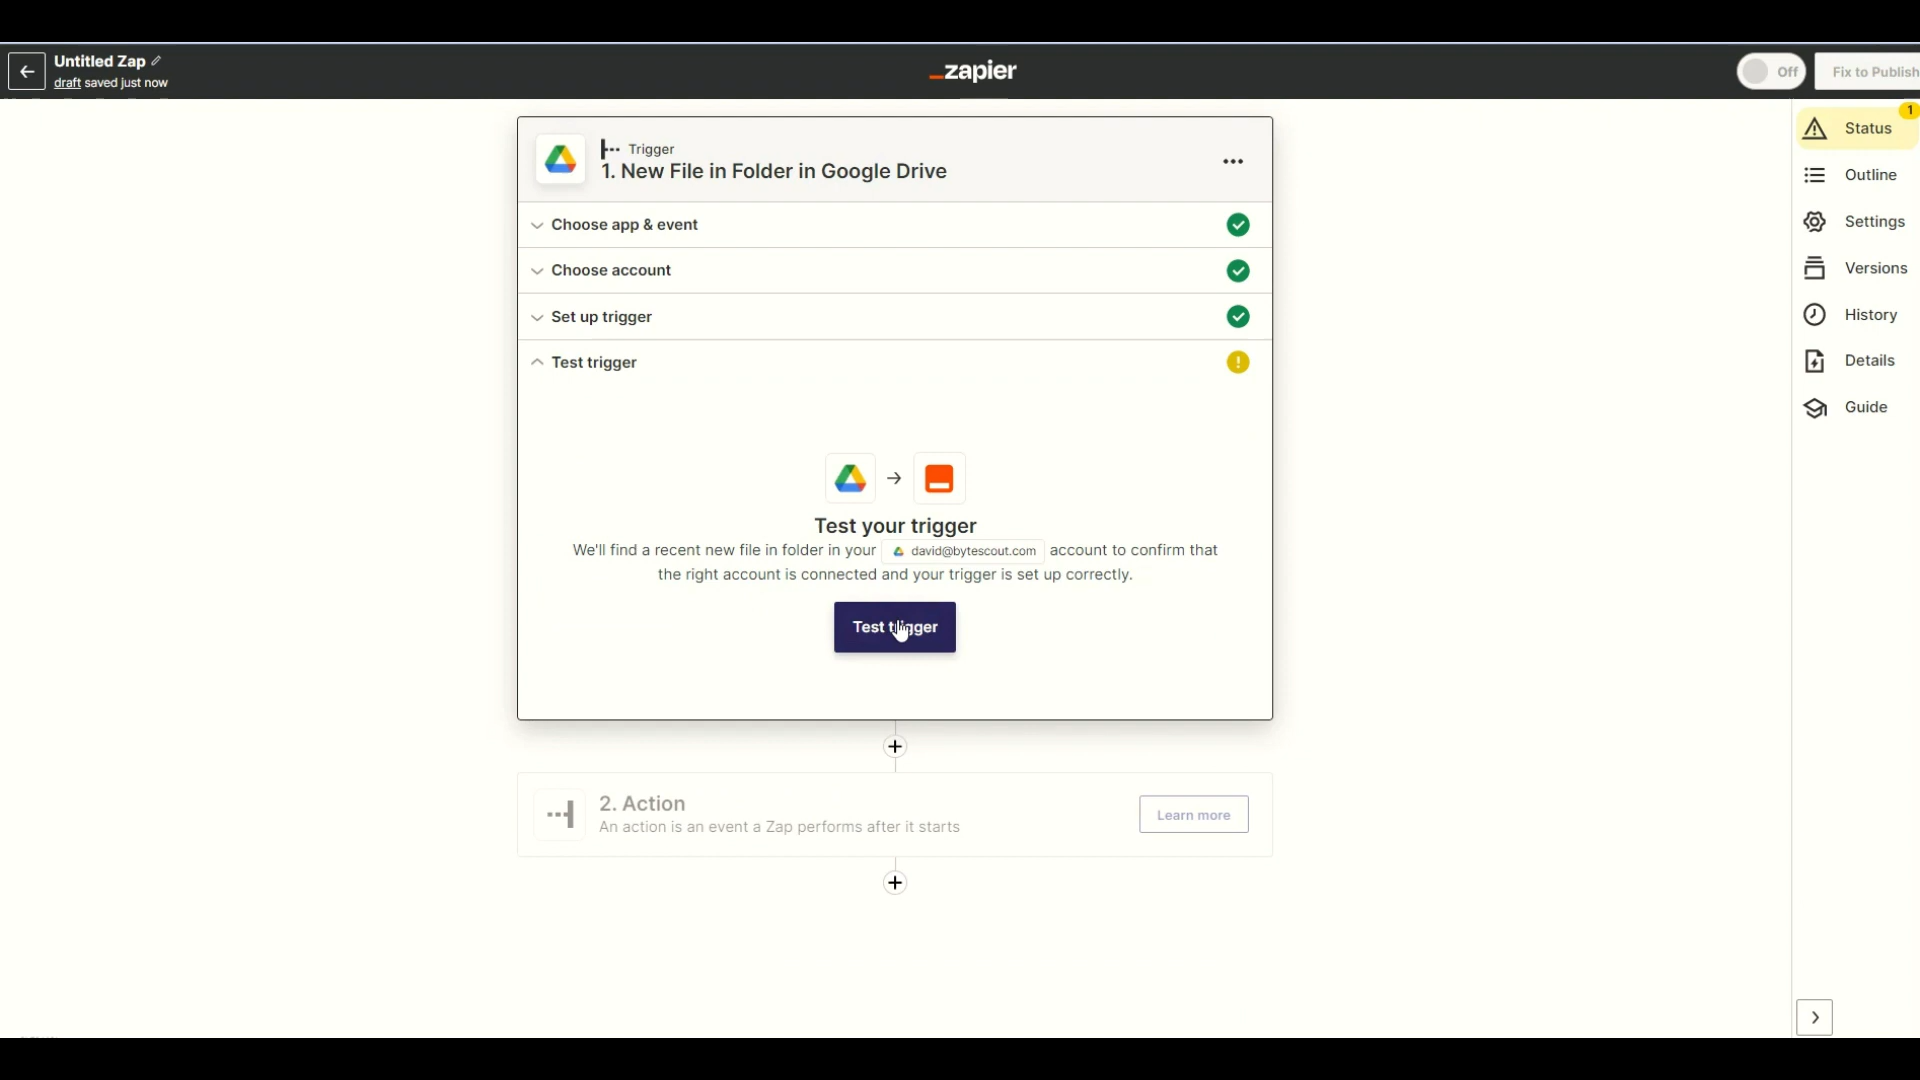 Untitled Zap
draft saved just now
zapier
Off
Fix to Publish
Trigger
1. New File in Folder in Google Drive
Choose app & event
Choose account
Set up trigger
Test trigger
Test your trigger
We'll find a recent new file in folder in your david@bytescout.com account to confirm that
the right account is connected and your trigger is set up correctly.
Test trigger
2. Action
An action is an event a Zap performs after it starts
Learn more
1
Status
Outline
Settings
Versions
History
Details
Guide